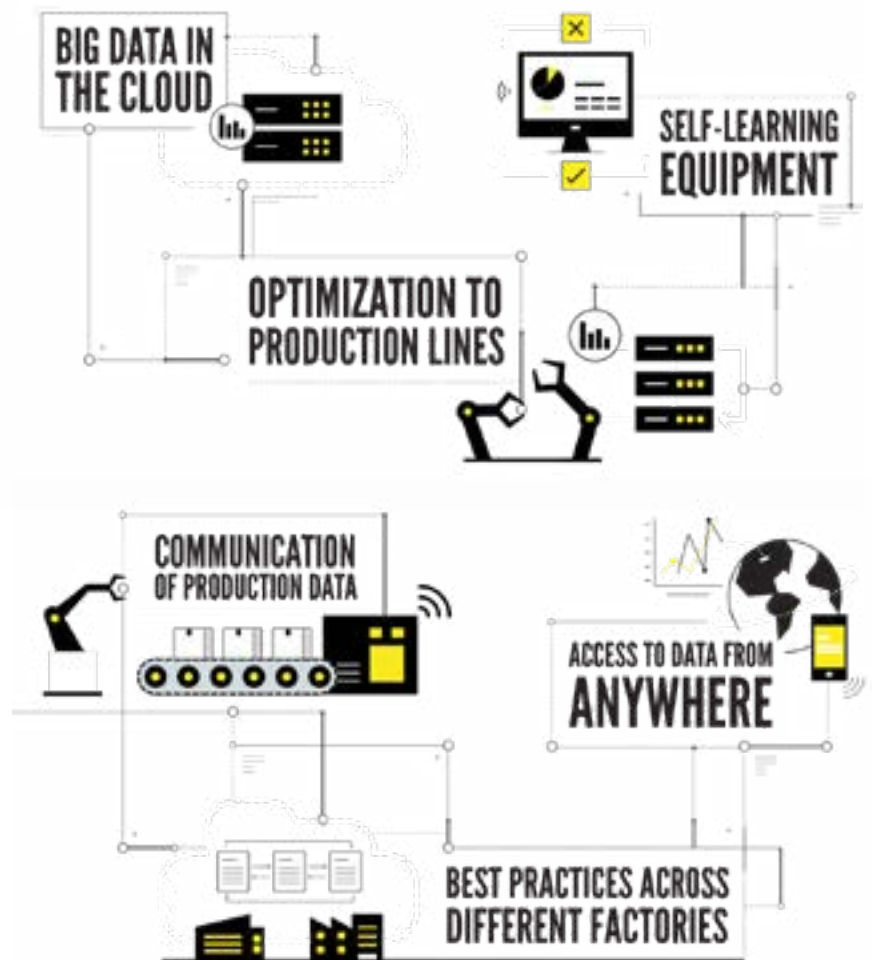 BIG DATA IN
THE CLOUD
SELF-LEARNING
EQUIPMENT
OPTIMIZATION TO
PRODUCTION LINES
COMMUNICATION
OF PRODUCTION DATA
ACCESS TO DATA FROM
ANYWHERE
BEST PRACTICES ACROSS
DIFFERENT FACTORIES